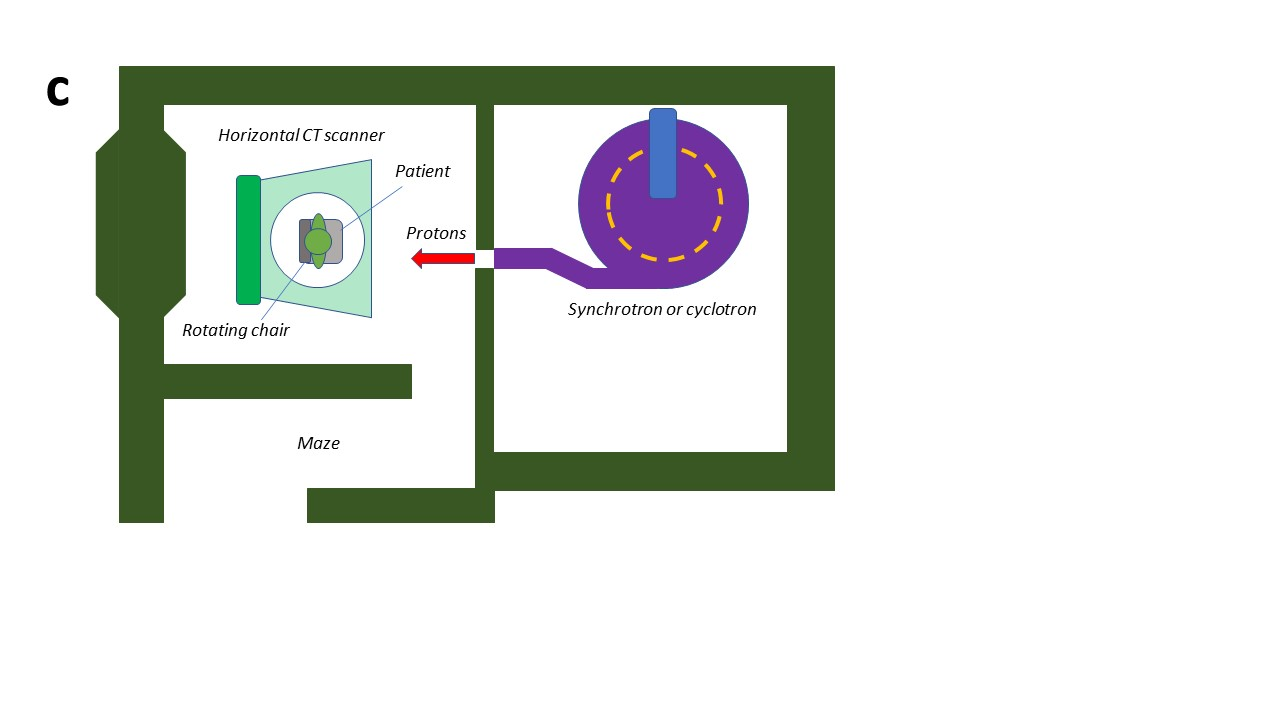 c
Horizontal CT scanner
Patient
Protons
Synchrotron or cyclotron
Rotating chair
Maze